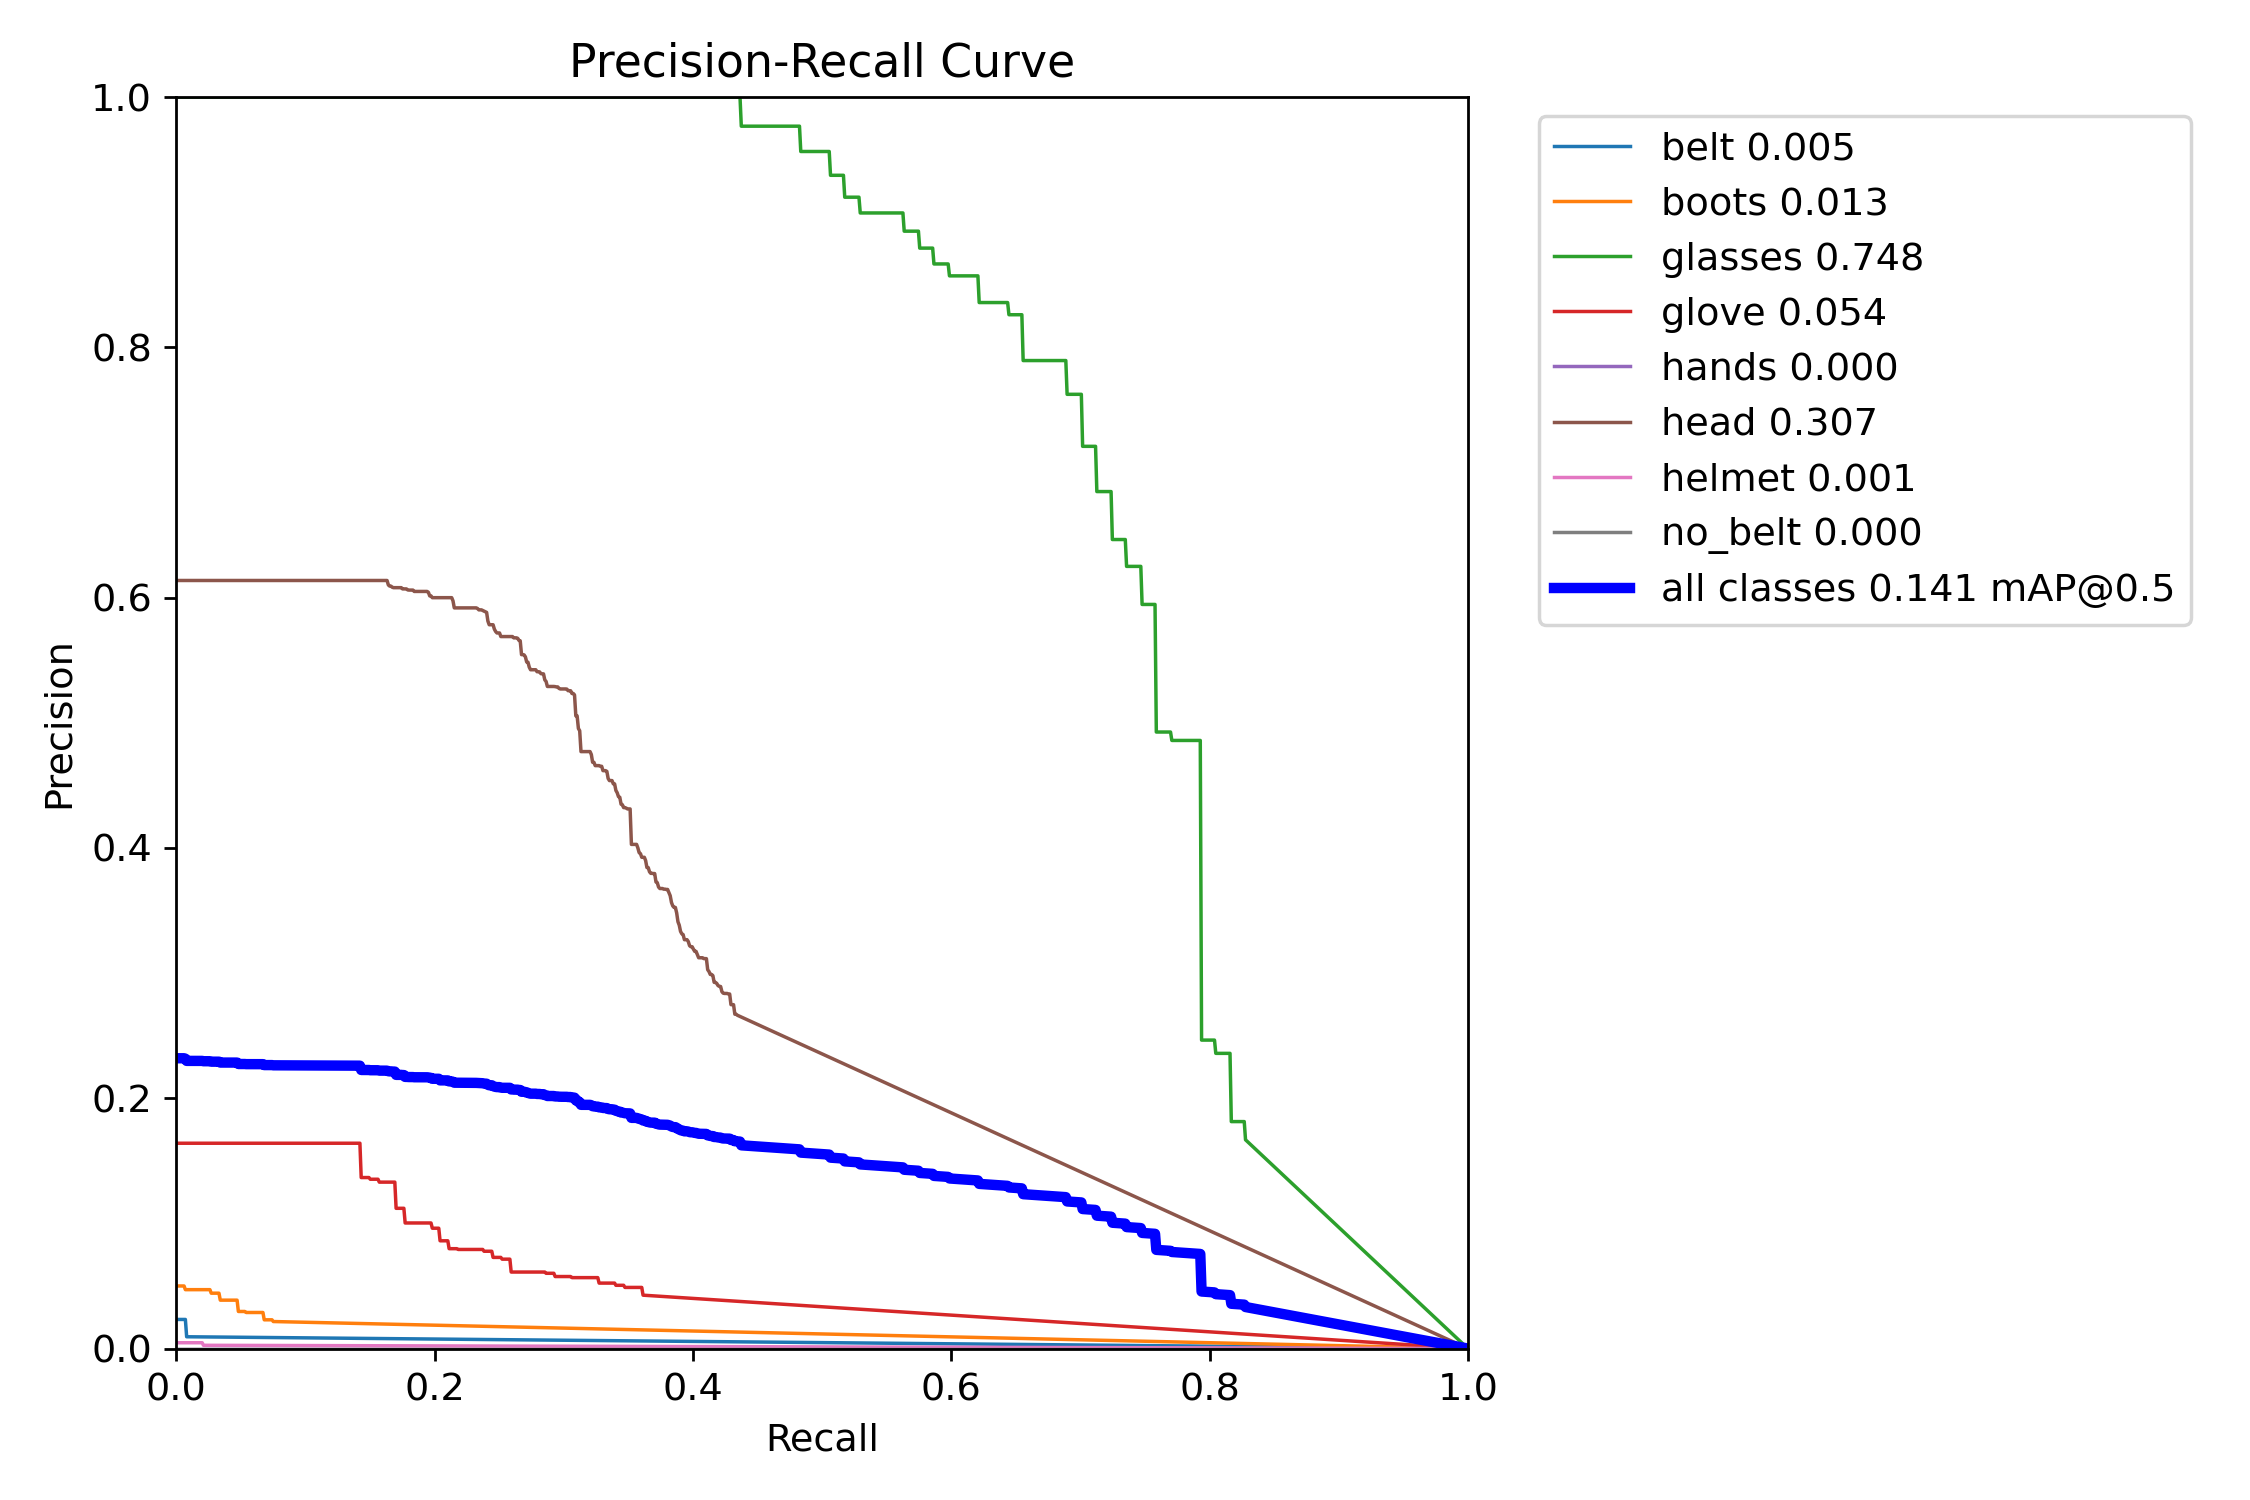 Precision-Recall Curve
1.0
0.8
0.6
0.4
0.2
0.0
Precision
0.0 0.2 0.4 0.6 0.8 1.0
Recall
belt 0.005
boots 0.013
glasses 0.748
glove 0.054
hands 0.000
head 0.307
helmet 0.001
no_belt 0.000
all classes 0.141 mAP@0.5